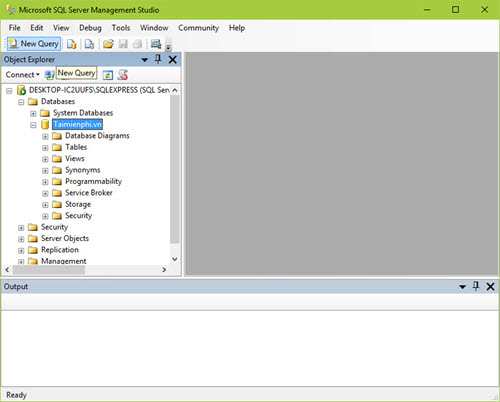 Microsoft SQL Server Management Studio
File Edit View Debug Tools Window Community Help
New Query
Object Explorer
Connect
New Query
DESKTOP-IC2UUFS\SQLEXPRESS (SQL Serv
Databases
System Databases
Taimienphi.vn
Database Diagrams
Tables
Views
Synonyms
Programmability
Service Broker
Storage
Security
Security
Server Objects
Replication
Management
Output
Ready